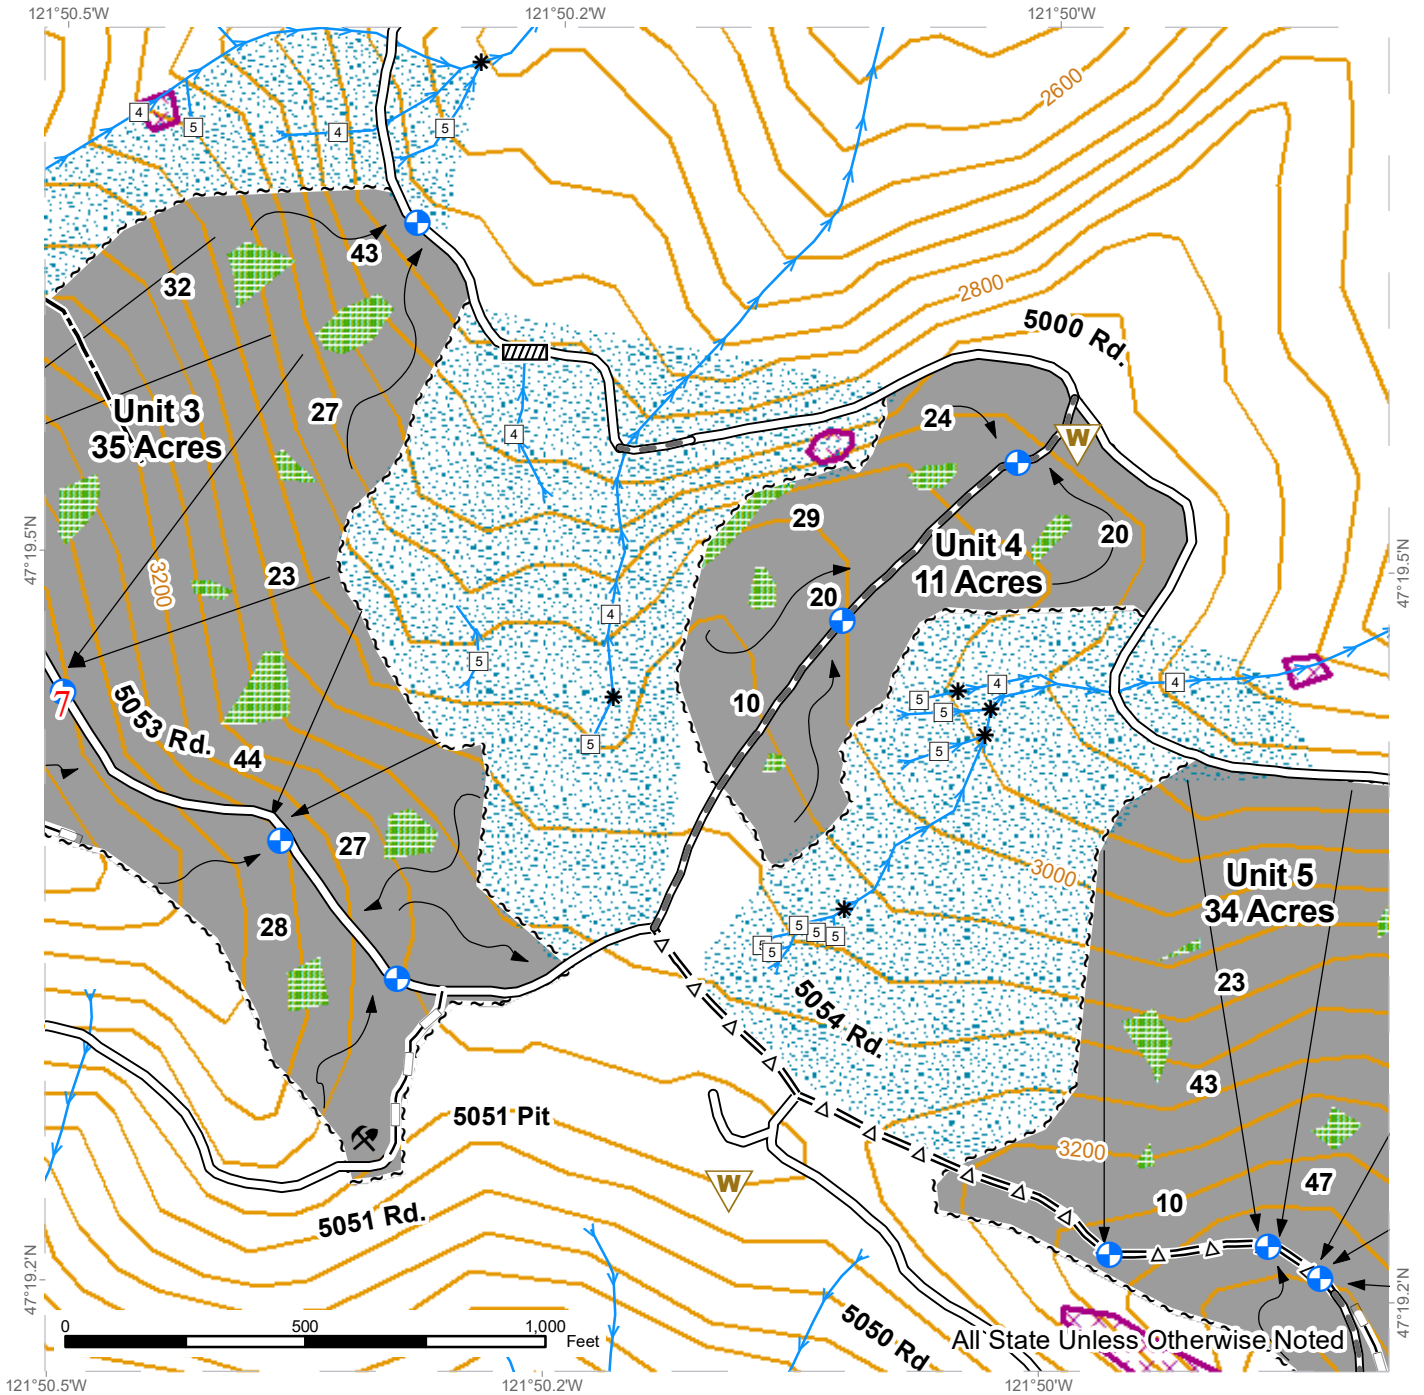 121°50.5'W
121°50.2'W
121°50'W
2600
4
5
4
5
43
32
2800
5000 Rd.
Unit 3
35 Acres
27
24
W
4
29
20
Unit 4
11 Acres
47°19.5'N
47°19.5'N
3200
23
20
4
5
4
4
5
5
7
5053 Rd.
10
5
5
44
27
3000
Unit 5
34 Acres
28
5
5
5
5
5
23
5054 Rd.
43
5051 Pit
3200
W
47
10
5051 Rd.
47°19.2'N
47°19.2'N
0
500
1,000
Feet
5050 Rd.
All State Unless Otherwise Noted
121°50.5'W
121°50.2'W
121°50'W